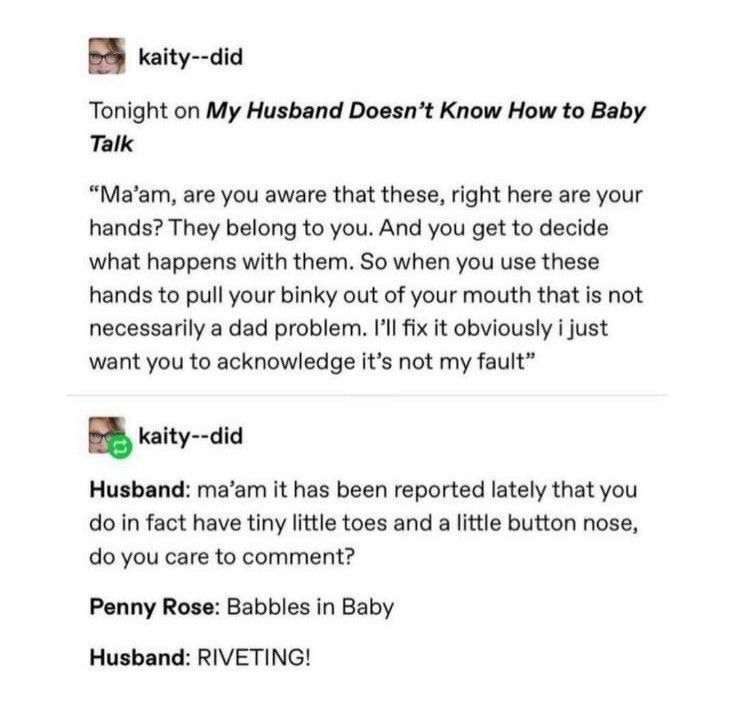 kaity--did
Tonight on My Husband Doesn’t Know How to Baby
Talk
“Ma’am, are you aware that these, right here are your
hands? They belong to you. And you get to decide
what happens with them. So when you use these
hands to pull your binky out of your mouth that is not
necessarily a dad problem. I’ll fix it obviously i just
want you to acknowledge it’s not my fault”
kaity--did
Husband: ma’am it has been reported lately that you
do in fact have tiny little toes and a little button nose,
do you care to comment?
Penny Rose: Babbles in Baby
Husband: RIVETING!